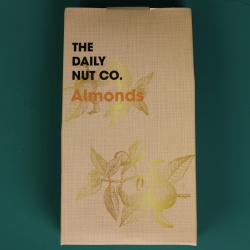 THE
DAILY
NUT CO.
Almonds